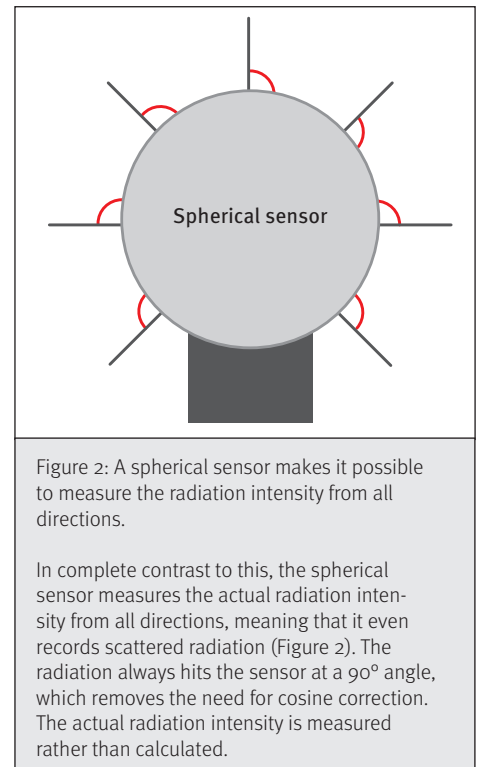 Spherical sensor
Figure 2: A spherical sensor makes it possible
to measure the radiation intensity from all
directions.
In complete contrast to this, the spherical
sensor measures the actual radiation inten-
sity from all directions, meaning that it even
records scattered radiation (Figure 2). The
radiation always hits the sensor at a 90° angle,
which removes the need for cosine correction.
The actual radiation intensity is measured
rather than calculated.